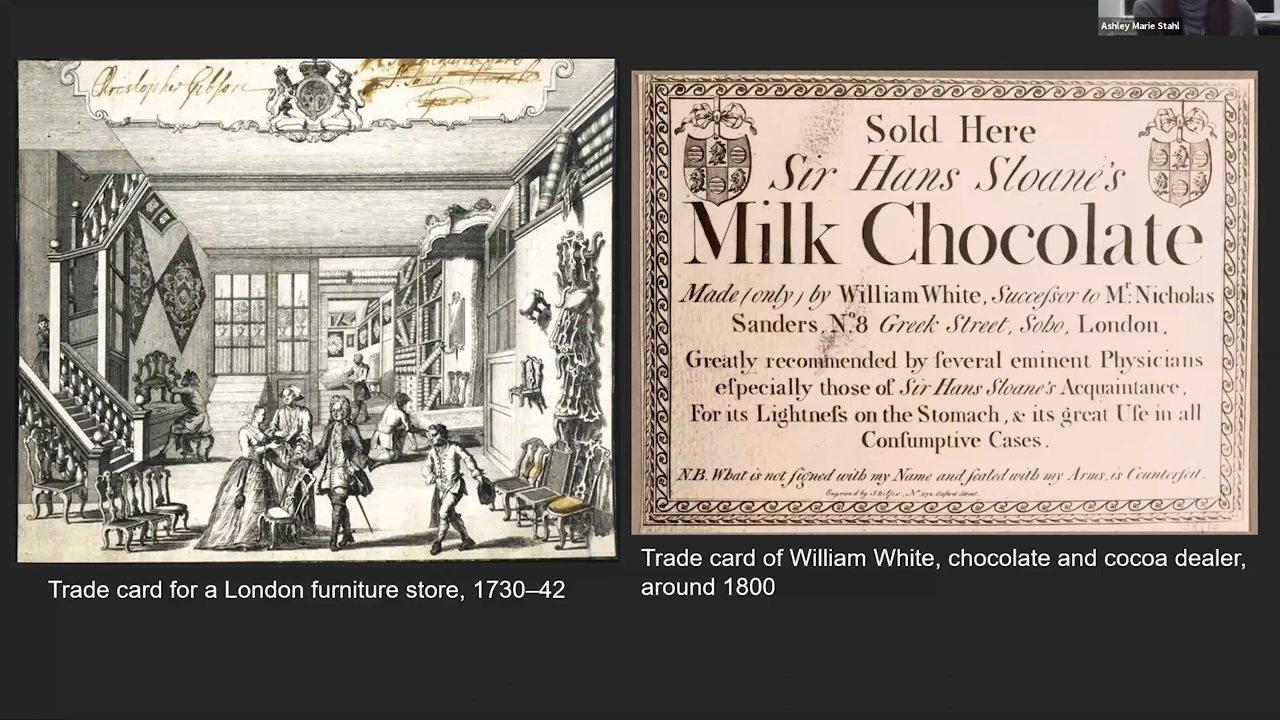 Ashley Marie Stahl
Christopher Gibson
Sold Here
Sir Hans Sloane's
Milk Chocolate
Made (only) by William White, Succeſsor to Mr. Nicholas
Sanders, No. 8 Greek Street, Soho, London,
Greatly recommended by ſeveral eminent Phyſicians
eſpecially thoſe of Sir Hans Sloane's Acquaintance,
For its Lightneſs on the Stomach, & its great Uſe in all
Conſumptive Cases.
N.B. What is not ſigned with my Name and ſealed with my Arms, is Counterfeit.
Oxford Street.
Trade card for a London furniture store, 1730–42
Trade card of William White, chocolate and cocoa dealer,
around 1800